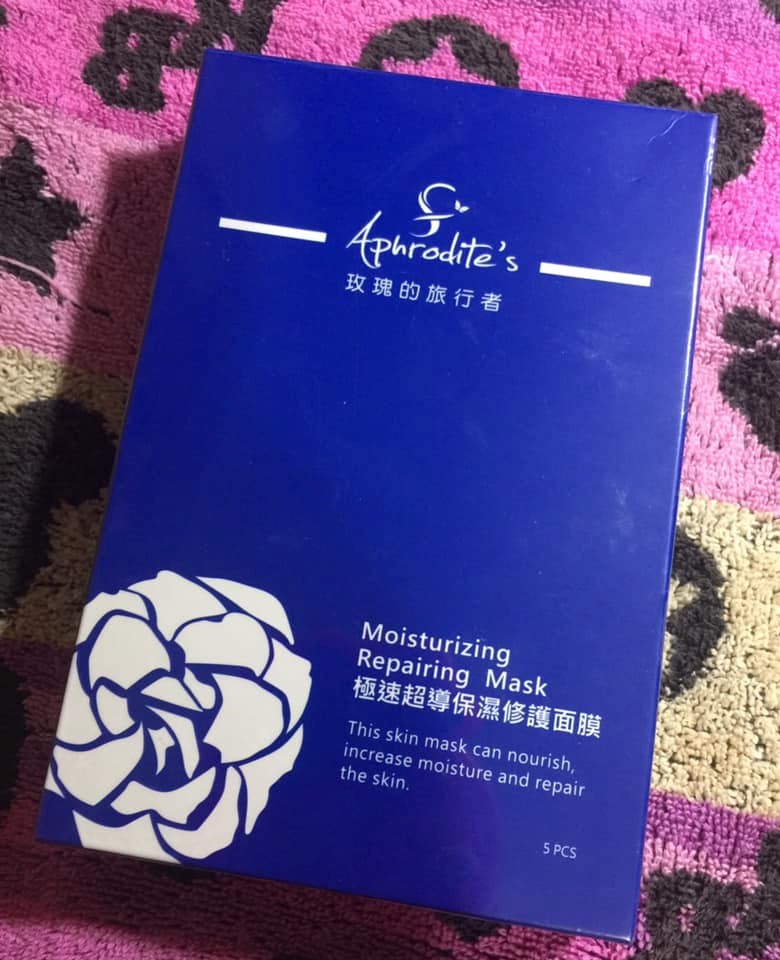 Aphrodite's
玫瑰的旅行者
Moisturizing
Repairing Mask
極速超導保濕修護面膜
This skin mask can nourish,
increase moisture and repair
the skin.
5 PCS